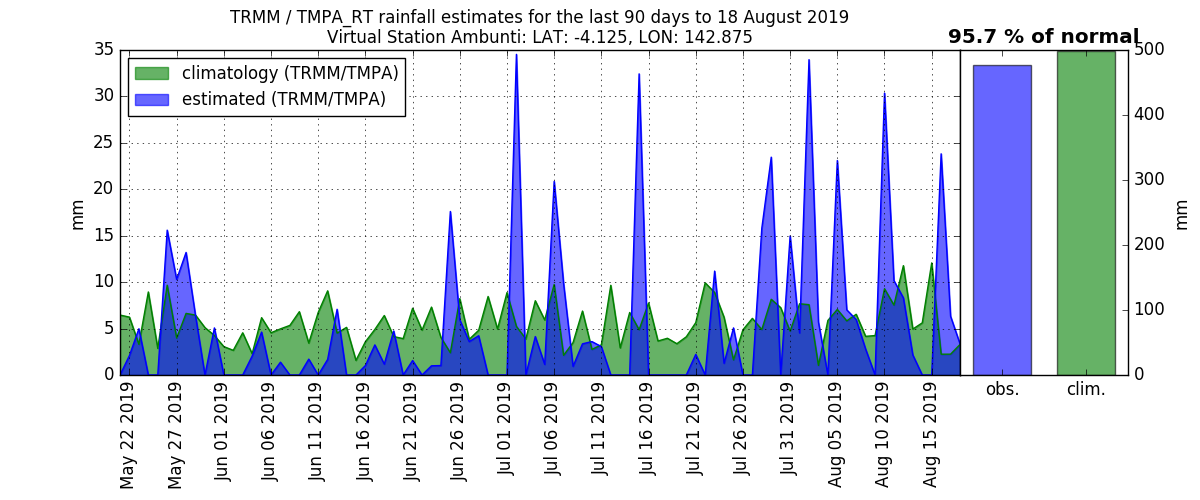 TRMM / TMPA_RT rainfall estimates for the last 90 days to 18 August 2019
Virtual Station Ambunti: LAT: -4.125, LON: 142.875
95.7 % of normal
climatology (TRMM/TMPA)
estimated (TRMM/TMPA)
35
30
25
20
15
10
5
0
mm
May 22 2019
May 27 2019
Jun 01 2019
Jun 06 2019
Jun 11 2019
Jun 16 2019
Jun 21 2019
Jun 26 2019
Jul 01 2019
Jul 06 2019
Jul 11 2019
Jul 16 2019
Jul 21 2019
Jul 26 2019
Jul 31 2019
Aug 05 2019
Aug 10 2019
Aug 15 2019
obs.
clim.
500
400
300
200
100
0
mm